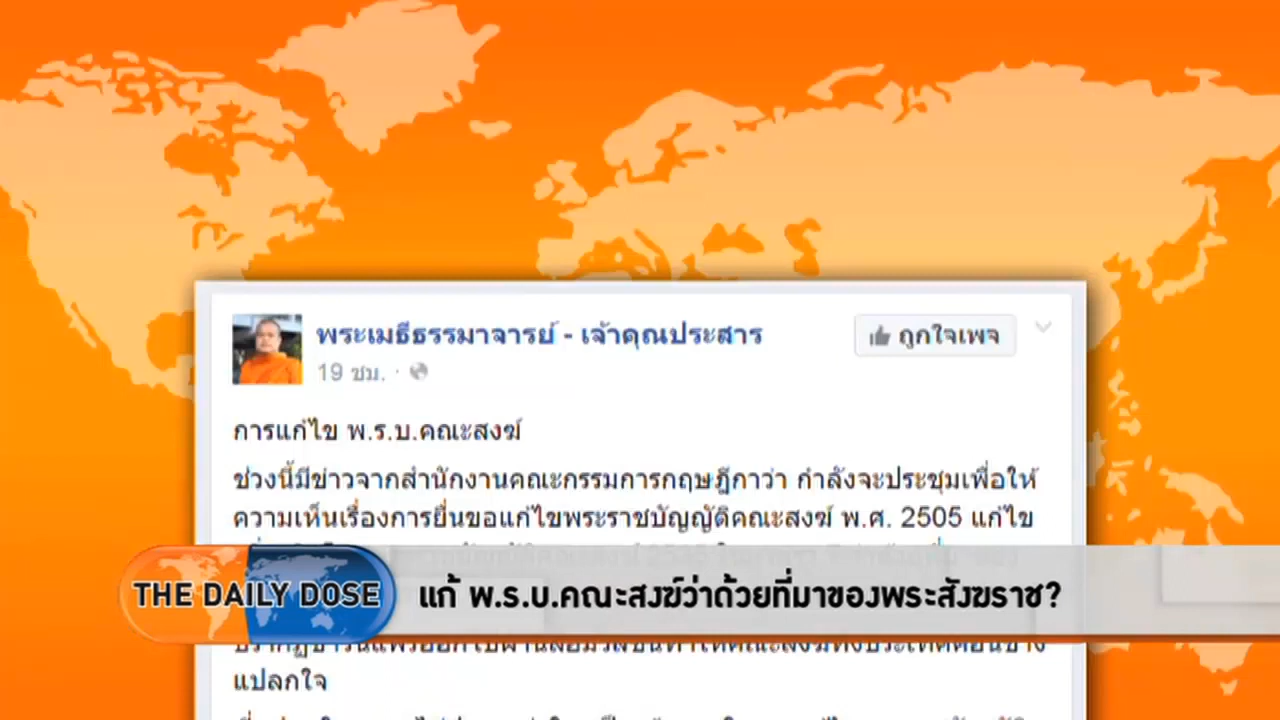 พระเมธีธรรมาจารย์ - เจ้าคุณประสาร
ถูกใจเพจ
19 ชม.
การแก้ไข พ.ร.บ.คณะสงฆ์
ช่วงนี้มีข่าวจากสำนักงานคณะกรรมการกฤษฎีกาว่า กำลังจะประชุมเพื่อให้
ความเห็นเรื่องการยื่นขอแก้ไขพระราชบัญญัติคณะสงฆ์ พ.ศ. 2505 แก้ไข
THE DAILY DOSE
แก้ พ.ร.บ.คณะสงฆ์ว่าด้วยที่มาของพระสังฆราช?
แปลกใจ